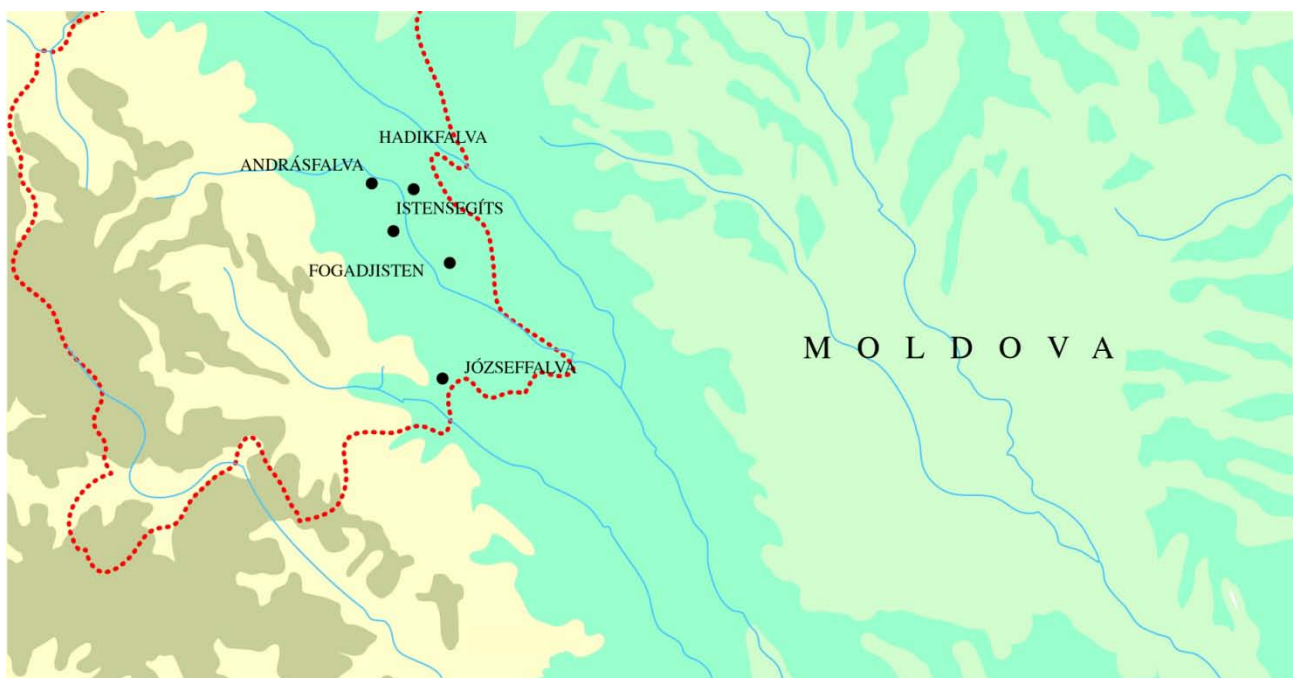 HADIKFALVA
ANDRÁSFALVA
ISTENSEGÍTS
FOGADJISTEN
MOLDOVA
JÓZSEFFALVA